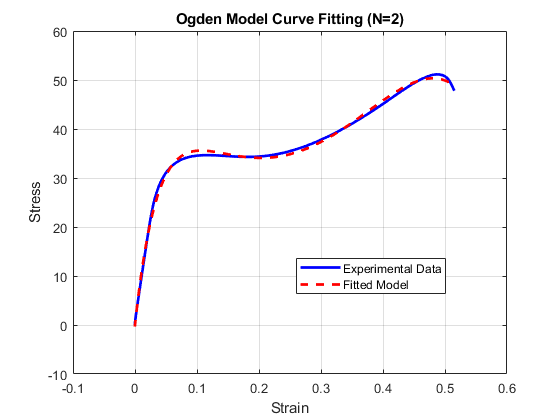 Ogden Model Curve Fitting (N=2)
60
50
40
30
20
10
0
-10
Stress
Experimental Data
Fitted Model
-0.1 0 0.1 0.2 0.3 0.4 0.5 0.6
Strain